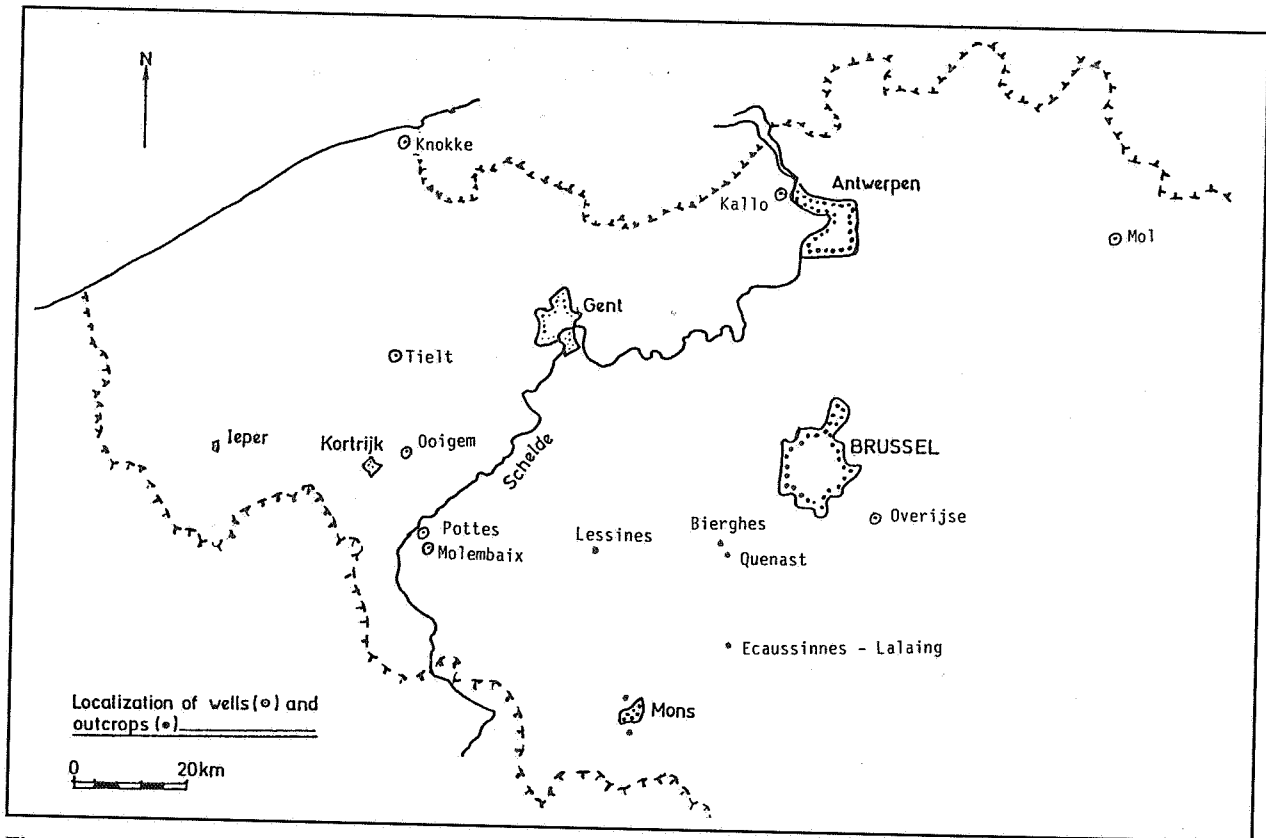 N
Knokke
Antwerpen
Kallo
Mol
Gent
Tielt
Ieper
Kortrijk
Ooigem
Schelde
BRUSSEL
Overijse
Pottes
Molembaix
Lessines
Bierghes
Quenast
Ecaussinnes - Lalaing
Mons
Localization of wells (⊙) and
outcrops (•)
0 20km